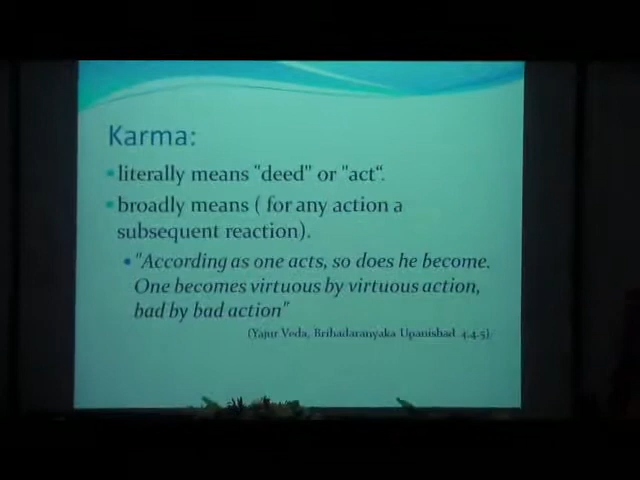 Karma:
literally means "deed" or "act“.
broadly means ( for any action a
subsequent reaction).
"According as one acts, so does he become.
One becomes virtuous by virtuous action,
bad by bad action"
(Yajur Veda, Brihadaranyaka Upanishad 4.4.5).